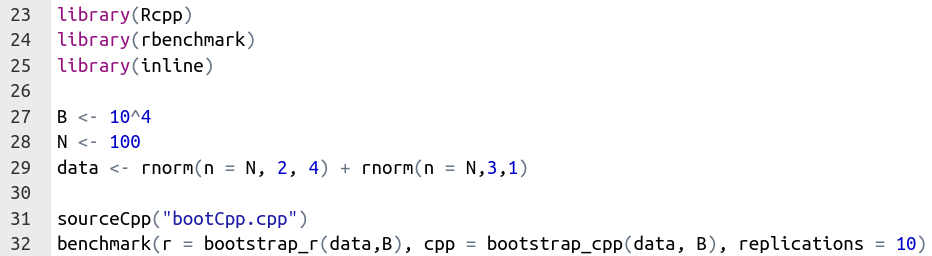 23 library(Rcpp)
24 library(rbenchmark)
25 library(inline)
26
27 B <- 10^4
28 N <- 100
29 data <- rnorm(n = N, 2, 4) + rnorm(n = N,3,1)
30
31 sourceCpp("bootCpp.cpp")
32 benchmark(r = bootstrap_r(data,B), cpp = bootstrap_cpp(data, B), replications = 10)